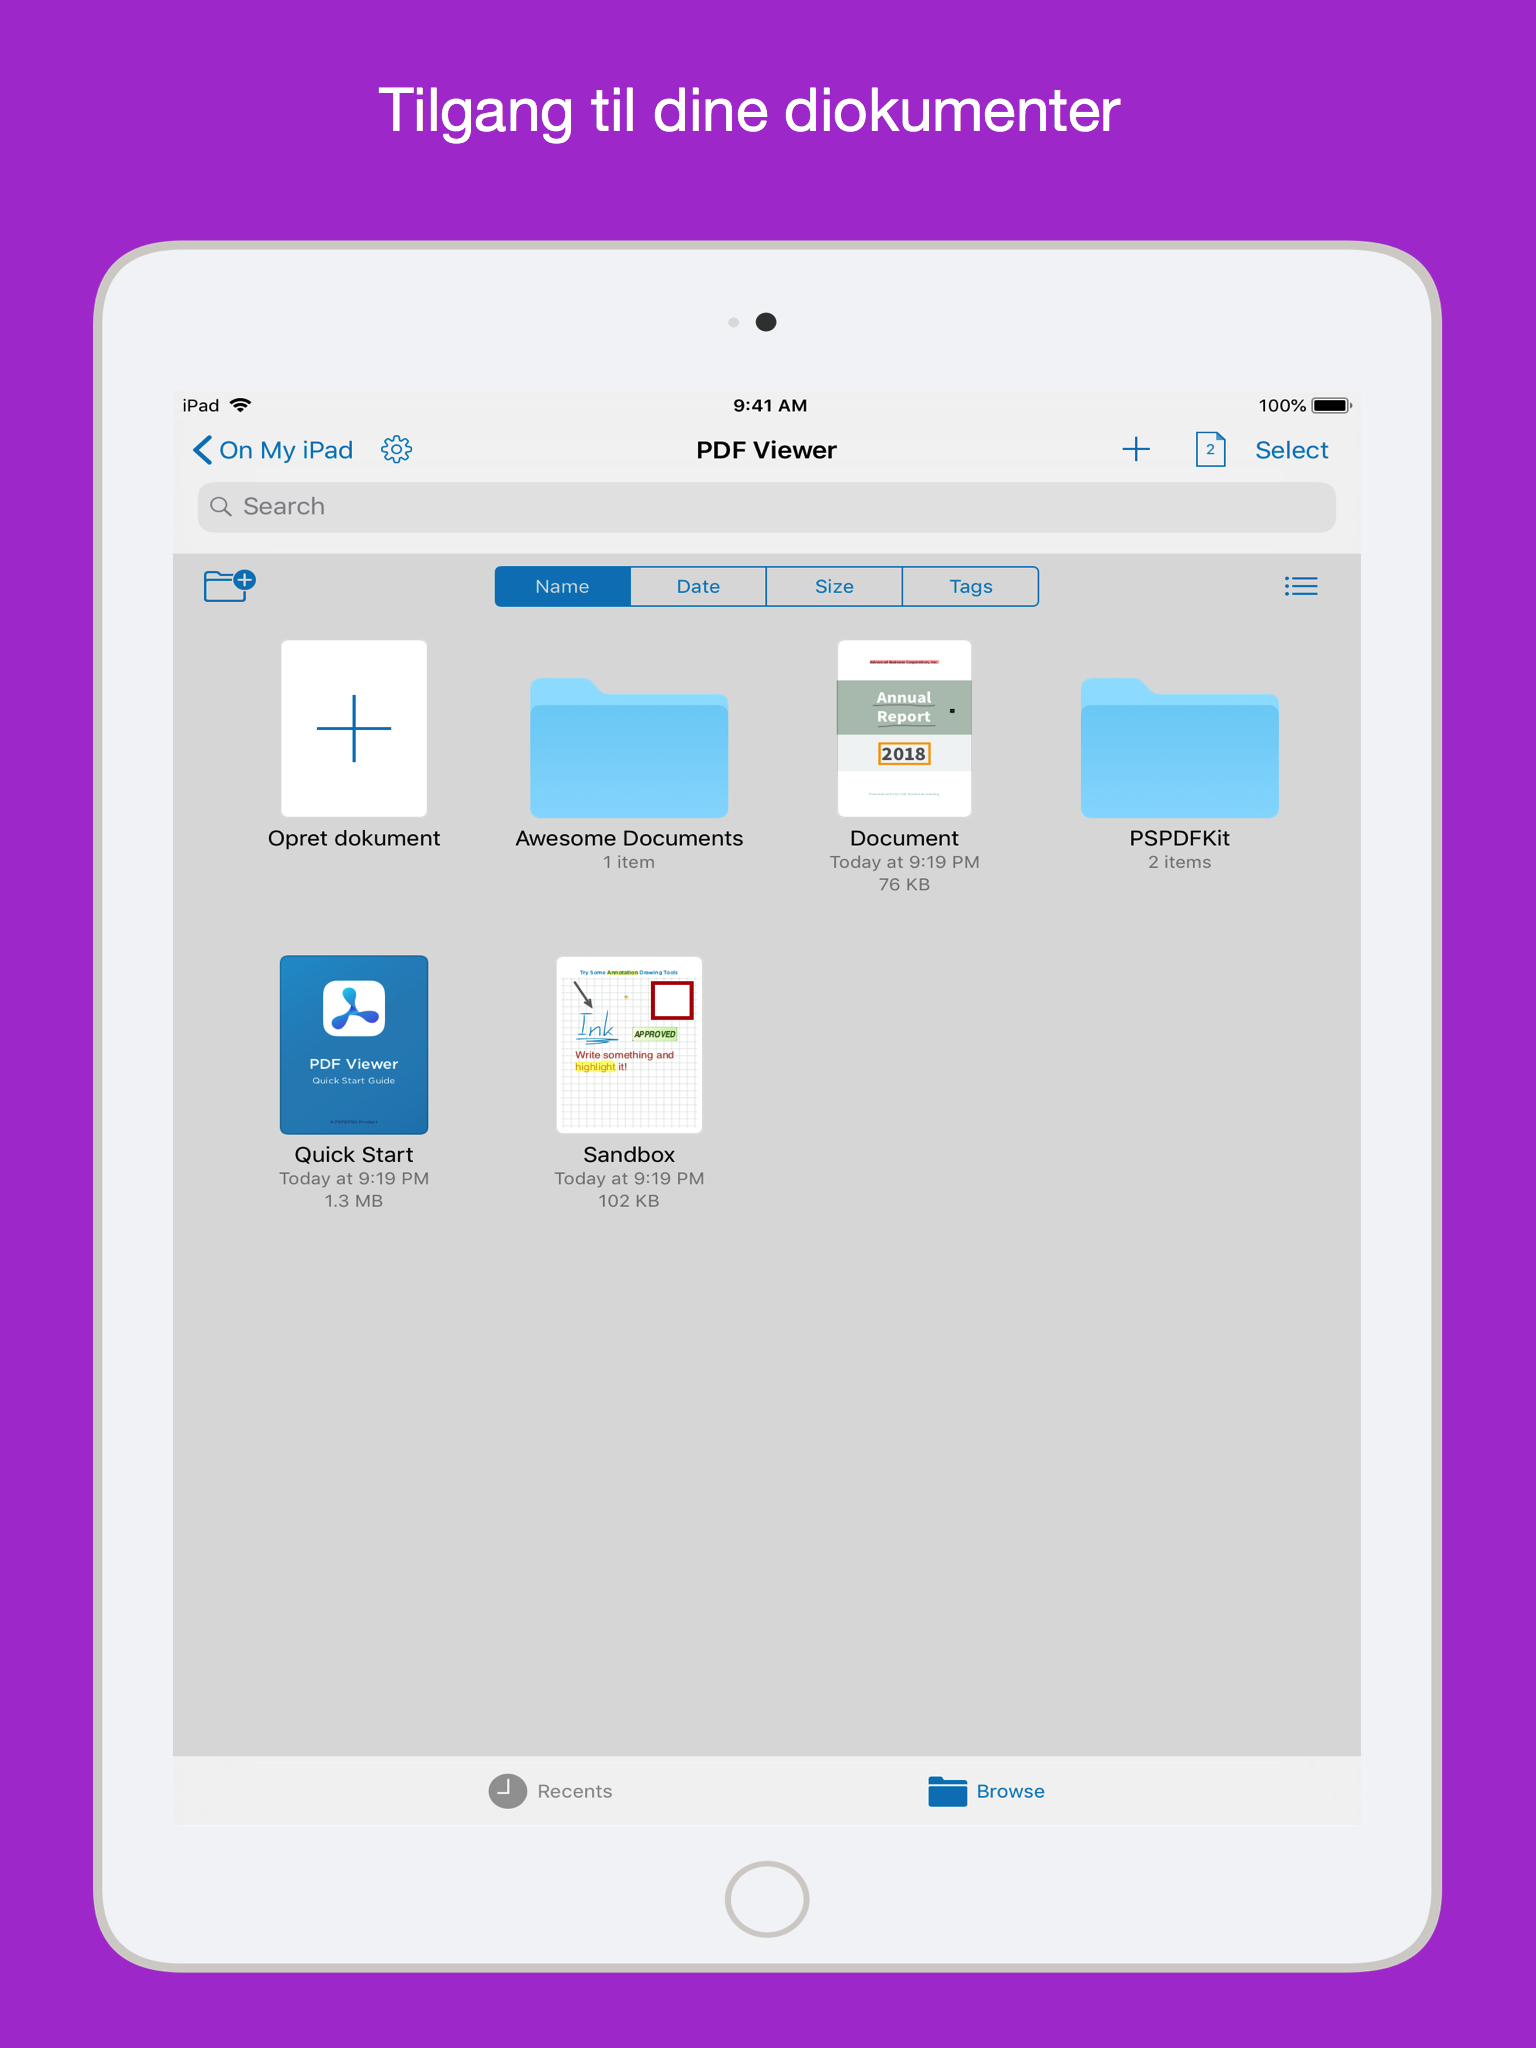 Tilgang til dine diokumenter
iPad 9:41 AM 100%
On My iPad PDF Viewer 2 Select
Search
Name Date Size Tags
Annual
Report
2018
Opret dokument Awesome Documents Document PSPDFKit
1 item Today at 9:19 PM 2 items
76 KB
PDF Viewer
Quick Start Guide
Try Some Annotation Drawing Tools
Ink
APPROVED
Write something and
highlight it!
Quick Start Sandbox
Today at 9:19 PM Today at 9:19 PM
1.3 MB 102 KB
Recents Browse